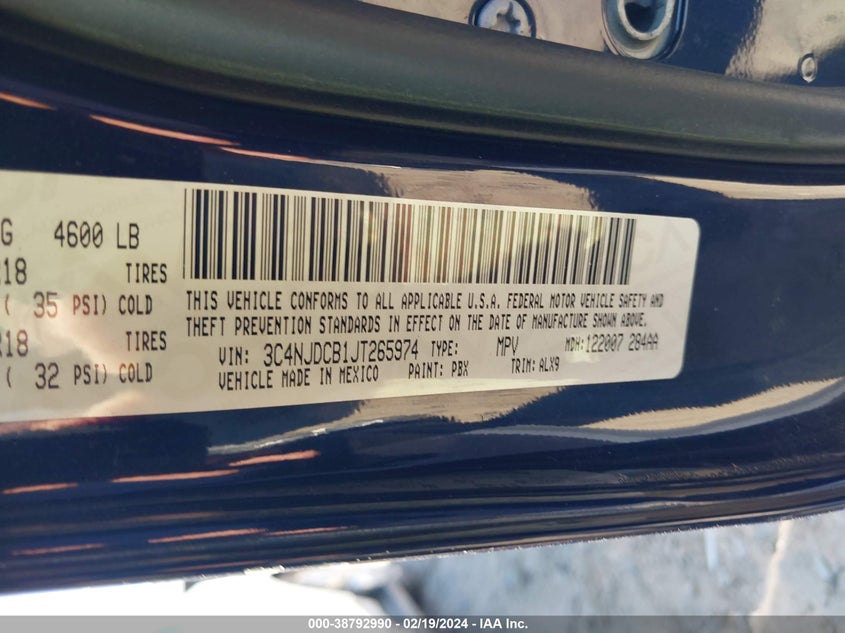 G 4600 LB
R18 TIRES
( 35 PSI) COLD
R18 TIRES
( 32 PSI) COLD
THIS VEHICLE CONFORMS TO ALL APPLICABLE U.S.A. FEDERAL MOTOR VEHICLE SAFETY AND
THEFT PREVENTION STANDARDS IN EFFECT ON THE DATE OF MANUFACTURE SHOWN ABOVE.
VIN: 3C4NJDCB1JT265974 TYPE: MPV MDH:122007 284AA
VEHICLE MADE IN MEXICO PAINT: PBX TRIM: ALX9
000-38792990 - 02/19/2024 - IAA Inc.